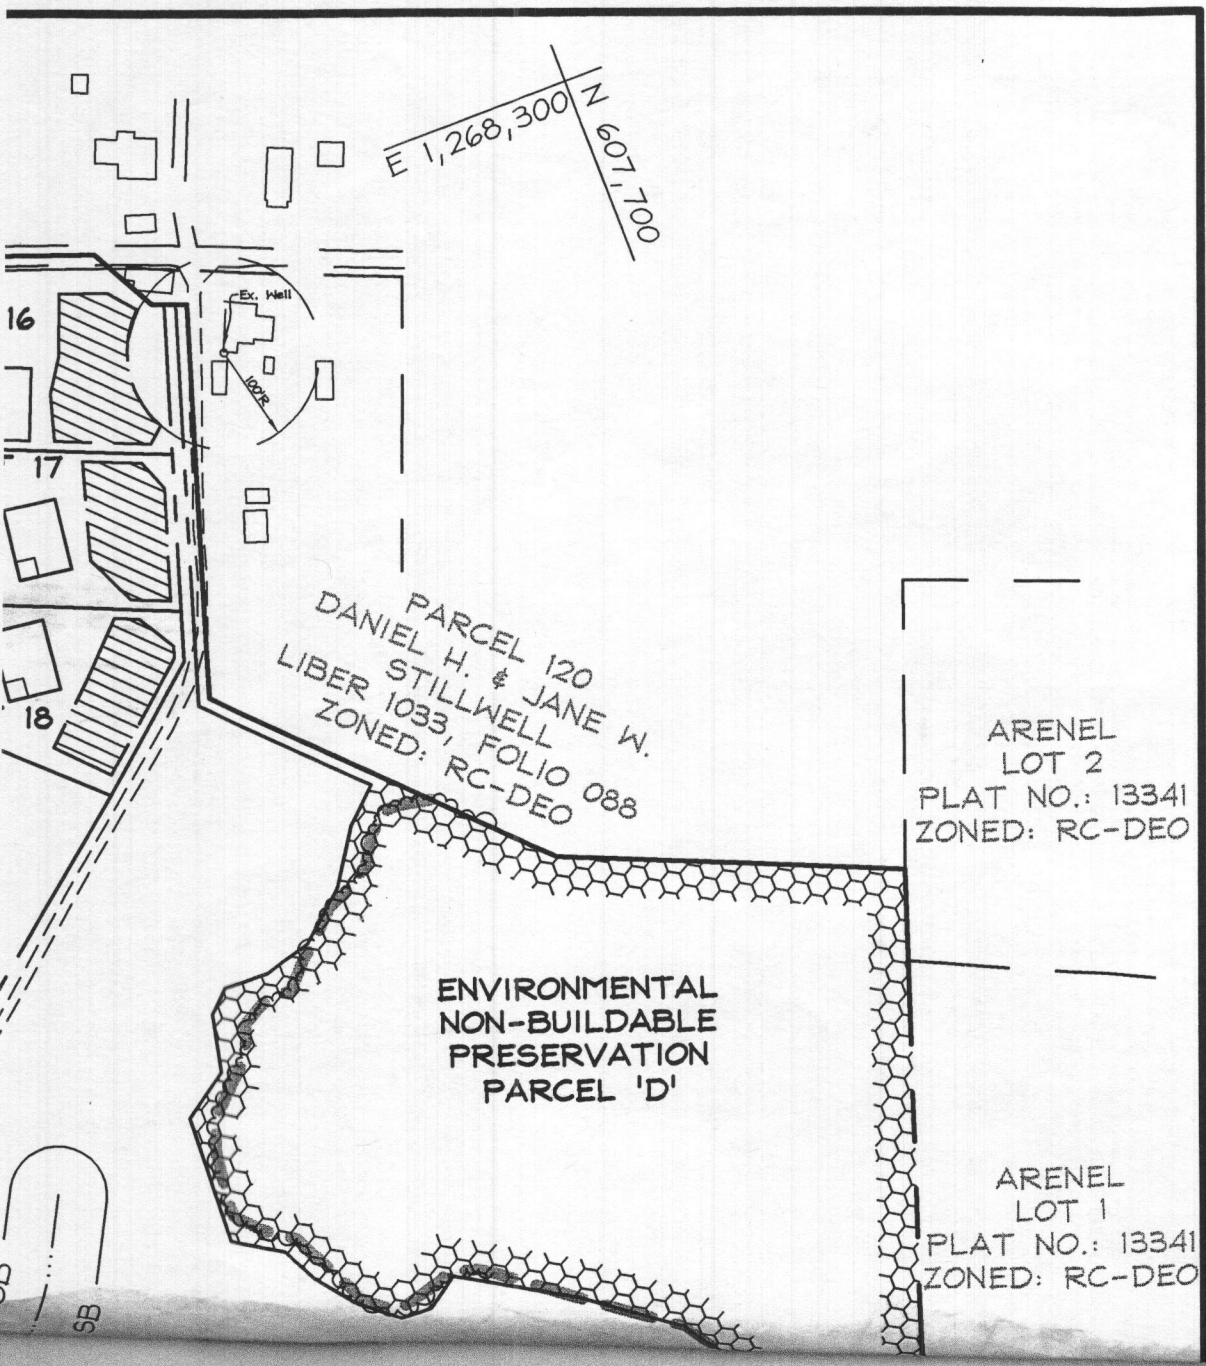 E 1,268,300
N 607,700
Ex. Well
100'R
16
17
18
PARCEL 120
DANIEL H. & JANE W.
STILLWELL
LIBER 1033, FOLIO 088
ZONED: RC-DEO
ARENEL
LOT 2
PLAT NO.: 13341
ZONED: RC-DEO
ENVIRONMENTAL
NON-BUILDABLE
PRESERVATION
PARCEL 'D'
ARENEL
LOT 1
PLAT NO.: 13341
ZONED: RC-DEO
SB